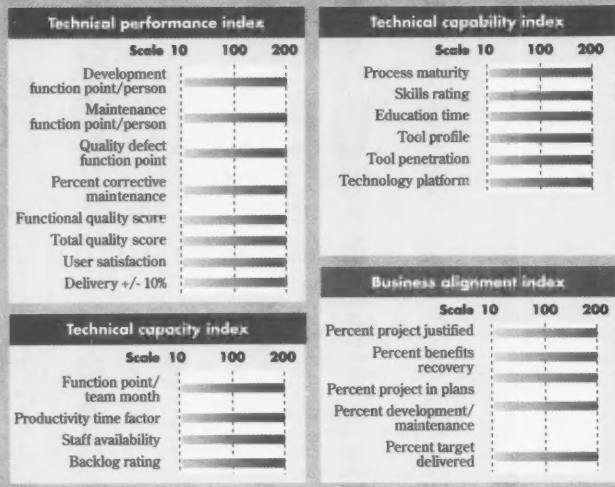 Technical performance index
Scale 10 100 200
Development
function point/person
Maintenance
function point/person
Quality defect
function point
Percent corrective
maintenance
Functional quality score
Total quality score
User satisfaction
Delivery +/- 10%
Technical capacity index
Scale 10 100 200
Function point/
team month
Productivity time factor
Staff availability
Backlog rating
Technical capability index
Scale 10 100 200
Process maturity
Skills rating
Education time
Tool profile
Tool penetration
Technology platform
Business alignment index
Scale 10 100 200
Percent project justified
Percent benefits
recovery
Percent project in plans
Percent development/
maintenance
Percent target
delivered